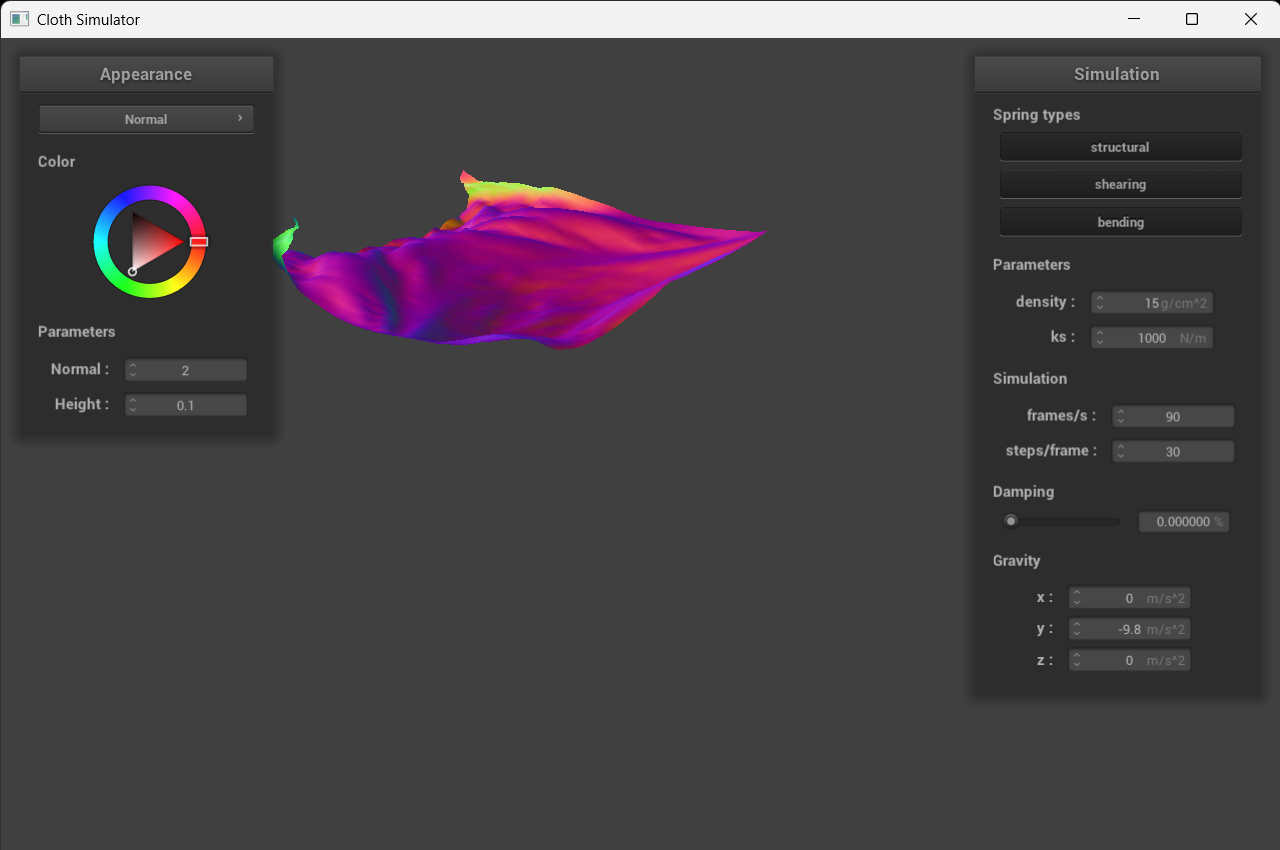 Cloth Simulator
Appearance
Normal
Color
Parameters
Normal : 2
Height : 0.1
Simulation
Spring types
structural
shearing
bending
Parameters
density : 15 g/cm^2
ks : 1000 N/m
Simulation
frames/s : 90
steps/frame : 30
Damping
0.000000 %
Gravity
x : 0 m/s^2
y : -9.8 m/s^2
z : 0 m/s^2